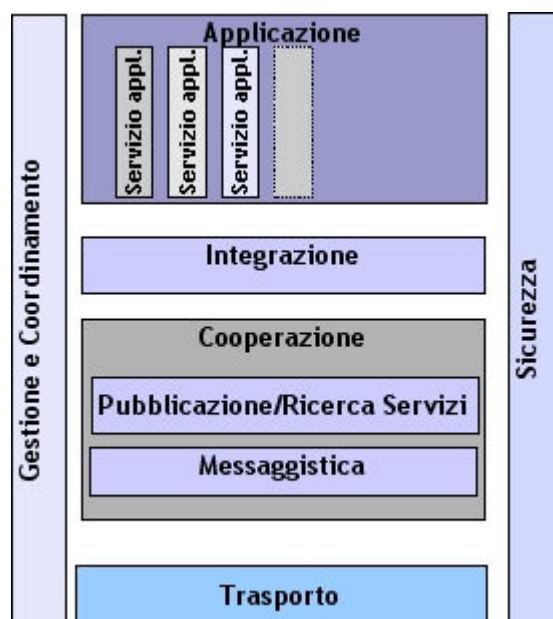 Gestione e Coordinamento
Applicazione
Servizio appl.
Servizio appl.
Servizio appl.
Integrazione
Cooperazione
Pubblicazione/Ricerca Servizi
Messaggistica
Trasporto
Sicurezza